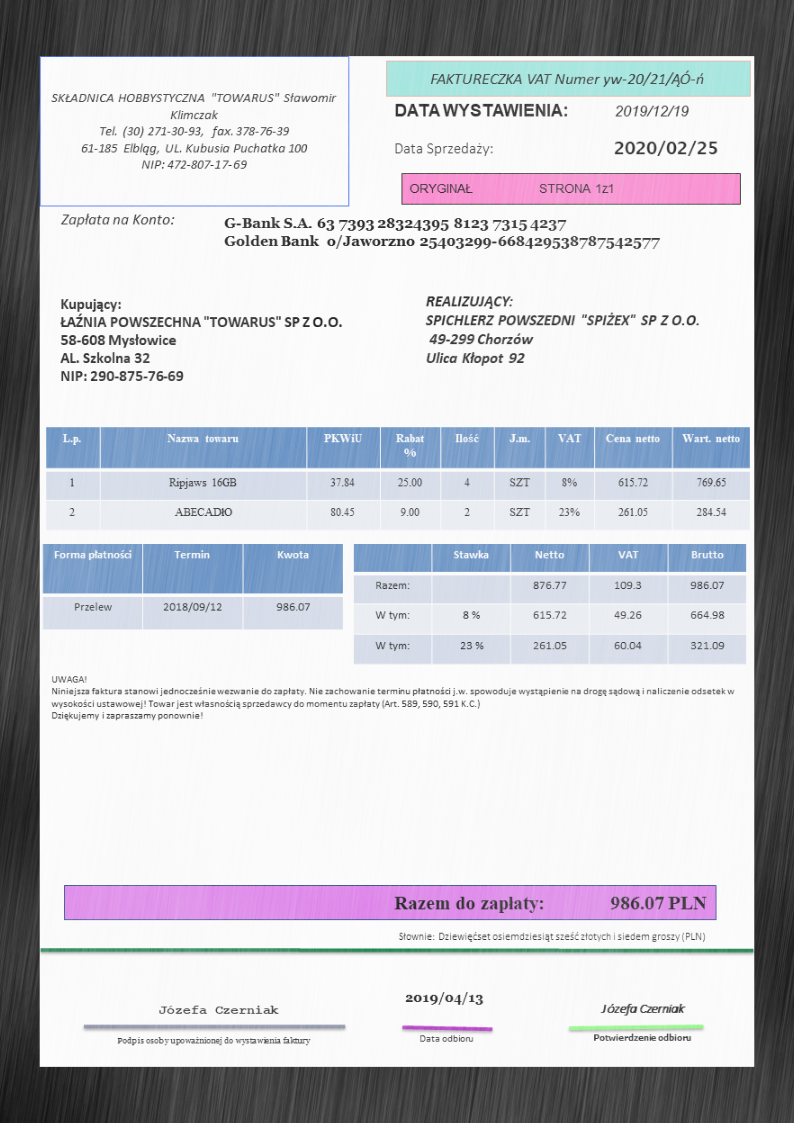 SKŁADNICA HOBBYSTYCZNA "TOWARUS" Sławomir
Klimczak
Tel. (30) 271-30-93, fax. 378-76-39
61-185 Elbląg, UL. Kubusia Puchatka 100
NIP: 472-807-17-69
FAKTURECZKA VAT Numer yw-20/21/ĄÓ-ń
DATA WYSTAWIENIA: 2019/12/19
Data Sprzedaży: 2020/02/25
ORYGINAŁ STRONA 1z1
Zapłata na Konto:
G-Bank S.A. 63 7393 28324395 8123 7315 4237
Golden Bank o/Jaworzno 25403299-668429538787542577
Kupujący:
ŁAŹNIA POWSZECHNA "TOWARUS" SP Z O.O.
58-608 Mysłowice
AL. Szkolna 32
NIP: 290-875-76-69
REALIZUJĄCY:
SPICHLERZ POWSZEDNI "SPIŻEX" SP Z O.O.
49-299 Chorzów
Ulica Kłopot 92
L.p. Nazwa towaru PKWiU Rabat % Ilość J.m. VAT Cena netto Wart. netto
1 Ripjaws 16GB 37.84 25.00 4 SZT 8% 615.72 769.65
2 ABECADŁO 80.45 9.00 2 SZT 23% 261.05 284.54
Forma płatności Termin Kwota
Przelew 2018/09/12 986.07
Stawka Netto VAT Brutto
Razem: 876.77 109.3 986.07
W tym: 8 % 615.72 49.26 664.98
W tym: 23 % 261.05 60.04 321.09
UWAGA!
Niniejsza faktura stanowi jednocześnie wezwanie do zapłaty. Nie zachowanie terminu płatności j.w. spowoduje wystąpienie na drogę sądową i naliczenie odsetek w
wysokości ustawowej! Towar jest własnością sprzedawcy do momentu zapłaty (Art. 589, 590, 591 K.C.)
Dziękujemy i zapraszamy ponownie!
Razem do zapłaty: 986.07 PLN
Słownie: Dziewięćset osiemdziesiąt sześć złotych i siedem groszy (PLN)
Józefa Czerniak
Podpis osoby upoważnionej do wystawienia faktury
2019/04/13
Data odbioru
Józefa Czerniak
Potwierdzenie odbioru